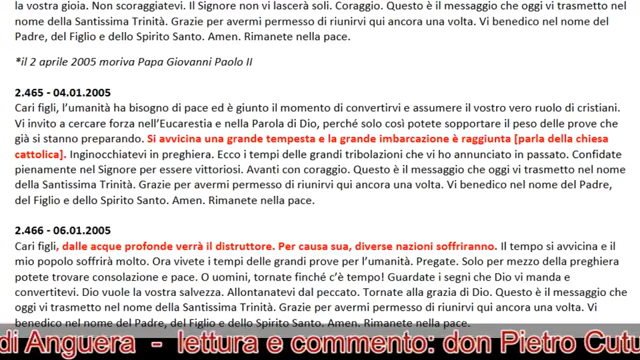 la vostra gioia. Non scoraggiatevi. Il Signore non vi lascerà soli. Coraggio. Questo è il messaggio che oggi vi trasmetto nel
nome della Santissima Trinità. Grazie per avermi permesso di riunirvi qui ancora una volta. Vi benedico nel nome del
Padre, del Figlio e dello Spirito Santo. Amen. Rimanete nella pace.
*il 2 aprile 2005 moriva Papa Giovanni Paolo II
2.465 - 04.01.2005
Cari figli, l'umanità ha bisogno di pace ed è giunto il momento di convertirvi e assumere il vostro vero ruolo di cristiani.
Vi invito a cercare forza nell'Eucarestia e nella Parola di Dio, perché solo così potete sopportare il peso delle prove che
già si stanno preparando. Si avvicina una grande tempesta e la grande imbarcazione è raggiunta [parla della chiesa
cattolica]. Inginocchiatevi in preghiera. Ecco i tempi delle grandi tribolazioni che vi ho annunciato in passato. Confidate
pienamente nel Signore per essere vittoriosi. Avanti con coraggio. Questo è il messaggio che oggi vi trasmetto nel nome
della Santissima Trinità. Grazie per avermi permesso di riunirvi qui ancora una volta. Vi benedico nel nome del Padre,
del Figlio e dello Spirito Santo. Amen. Rimanete nella pace.
2.466 - 06.01.2005
Cari figli, dalle acque profonde verrà il distruttore. Per causa sua, diverse nazioni soffriranno. Il tempo si avvicina e il
mio popolo soffrirà molto. Ora vivete i tempi delle grandi prove per l'umanità. Pregate. Solo per mezzo della preghiera
potete trovare consolazione e pace. O uomini, tornate finché c'è tempo! Guardate i segni che Dio vi manda e
convertitevi. Dio vuole la vostra salvezza. Allontanatevi dal peccato. Tornate alla grazia di Dio. Questo è il messaggio che
oggi vi trasmetto nel nome della Santissima Trinità. Grazie per avermi permesso di riunirvi qui ancora una volta. Vi
benedico nel nome del Padre, del Figlio e dello Spirito Santo. Amen. Rimanete nella pace.
di Anguera - lettura e commento: don Pietro Cutu